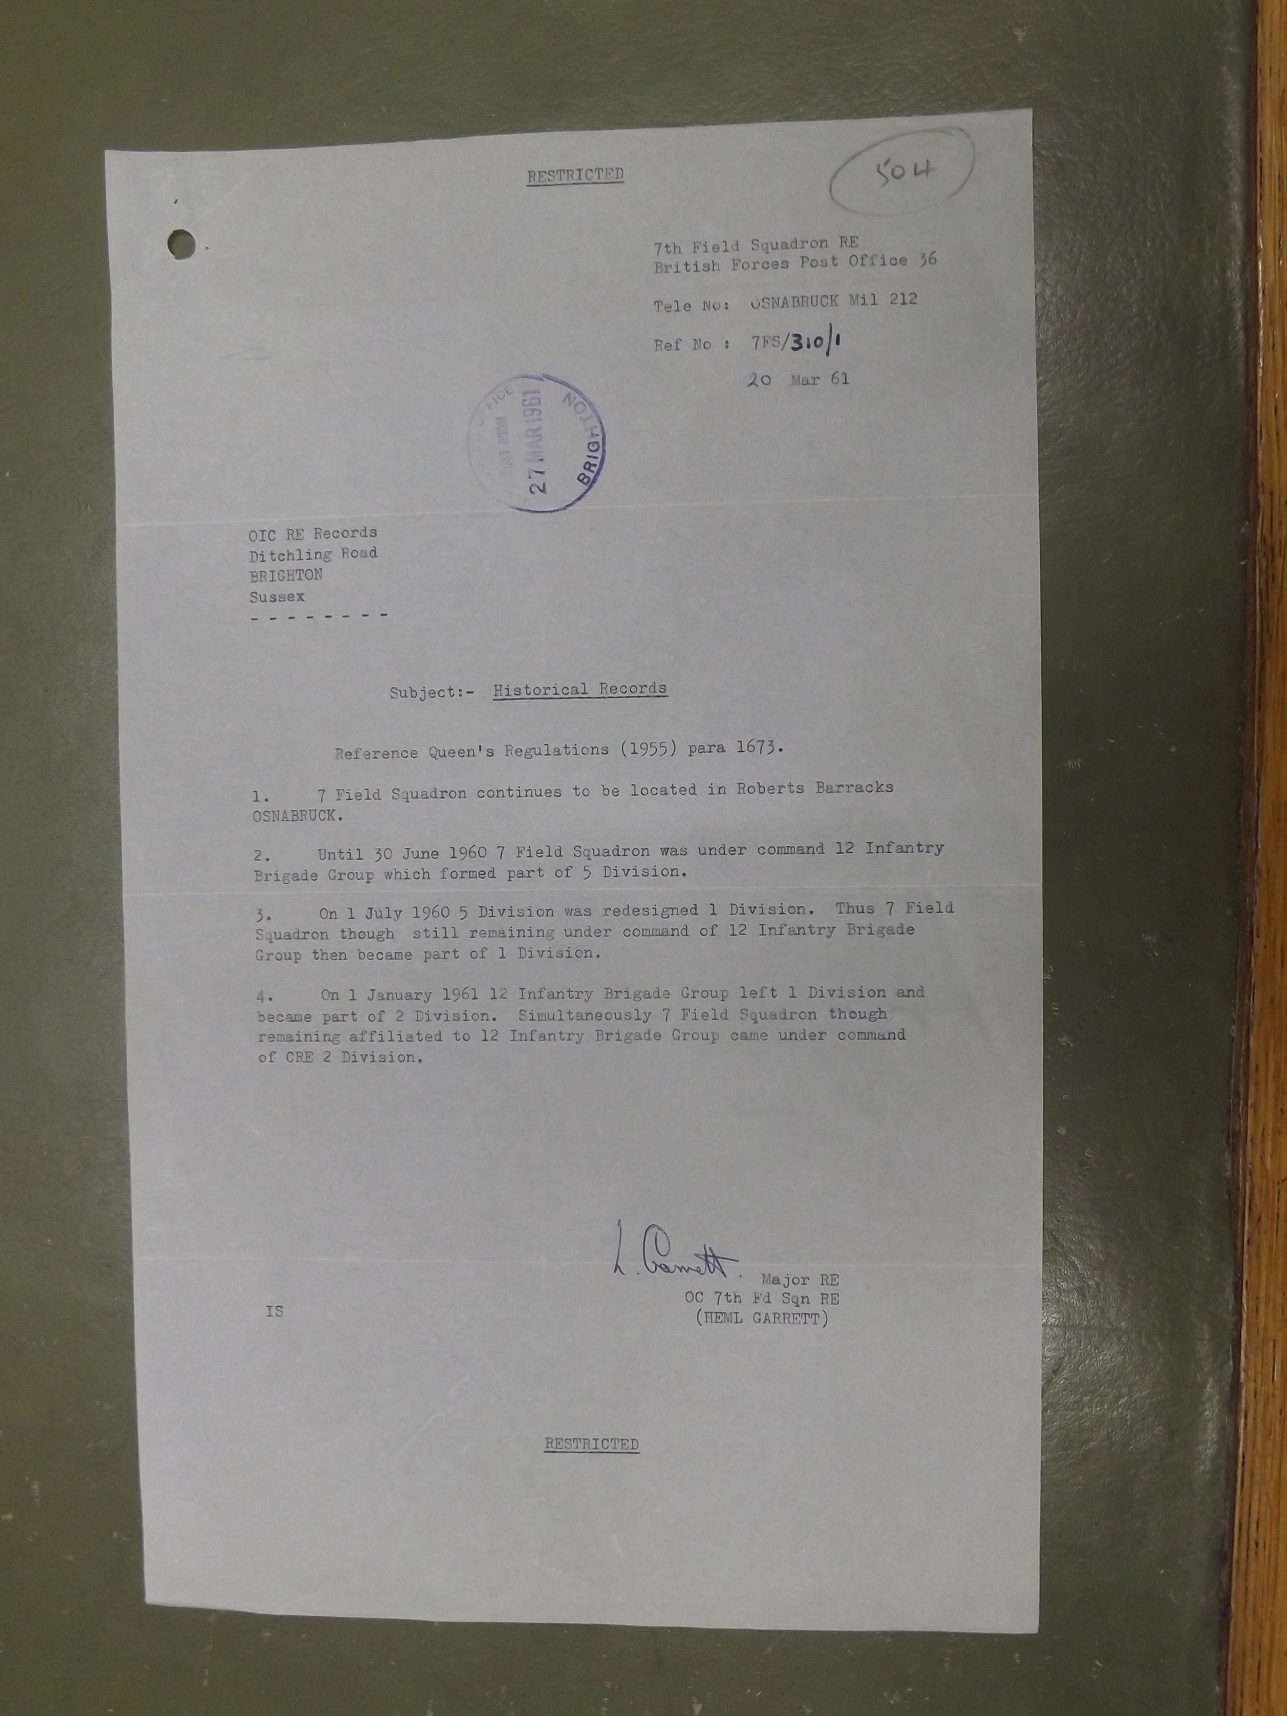 RESTRICTED
504
7th Field Squadron RE
British Forces Post Office 36
Tele No: OSNABRUCK Mil 212
Ref No : 7FS/310/1
20 Mar 61
27 MAR 1961
BRIGHTON
OIC RE Records
Ditchling Road
BRIGHTON
Sussex
- - - - - - - -
Subject:- Historical Records
Reference Queen's Regulations (1955) para 1673.
1. 7 Field Squadron continues to be located in Roberts Barracks
OSNABRUCK.
2. Until 30 June 1960 7 Field Squadron was under command 12 Infantry
Brigade Group which formed part of 5 Division.
3. On 1 July 1960 5 Division was redesigned 1 Division. Thus 7 Field
Squadron though still remaining under command of 12 Infantry Brigade
Group then became part of 1 Division.
4. On 1 January 1961 12 Infantry Brigade Group left 1 Division and
became part of 2 Division. Simultaneously 7 Field Squadron though
remaining affiliated to 12 Infantry Brigade Group came under command
of CRE 2 Division.
L. Garrett. Major RE
OC 7th Fd Sqn RE
(HEML GARRETT)
IS
RESTRICTED